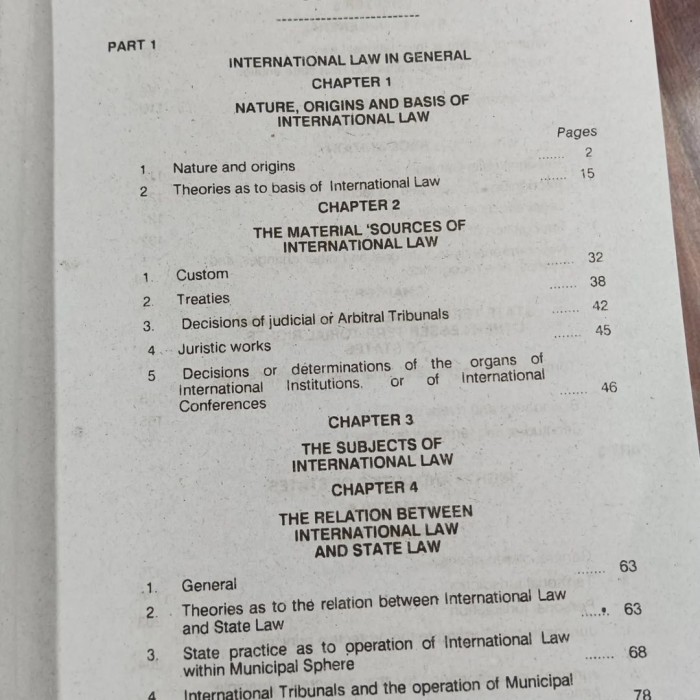 PART 1
INTERNATIONAL LAW IN GENERAL
CHAPTER 1
NATURE, ORIGINS AND BASIS OF
INTERNATIONAL LAW
Pages
1. Nature and origins ....... 2
2 Theories as to basis of International Law ....... 15
CHAPTER 2
THE MATERIAL 'SOURCES OF
INTERNATIONAL LAW
1. Custom ....... 32
2. Treaties ....... 38
3. Decisions of judicial or Arbitral Tribunals ....... 42
4. Juristic works ....... 45
5 Decisions or determinations of the organs of
International Institutions, or of International
Conferences ....... 46
CHAPTER 3
THE SUBJECTS OF
INTERNATIONAL LAW
CHAPTER 4
THE RELATION BETWEEN
INTERNATIONAL LAW
AND STATE LAW
1. General ........ 63
2. Theories as to the relation between International Law
and State Law ....... 63
3. State practice as to operation of International Law
within Municipal Sphere ....... 68
4 International Tribunals and the operation of Municipal
78